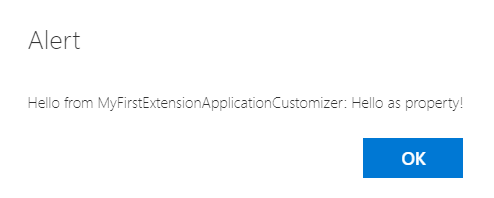 Alert
Hello from MyFirstExtensionApplicationCustomizer: Hello as property!
OK